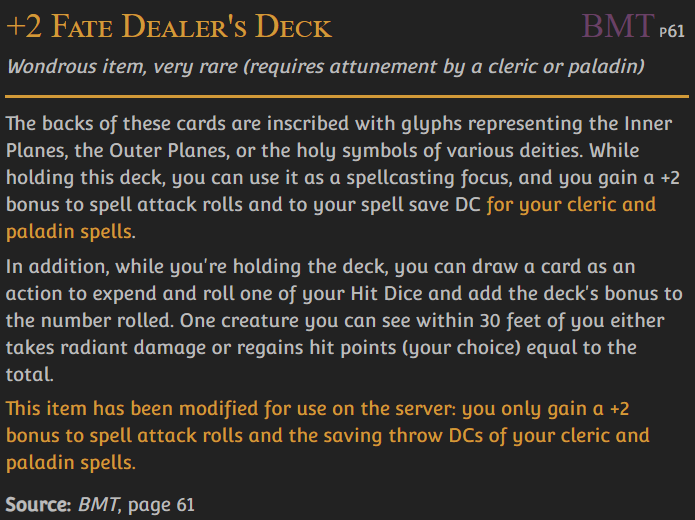 +2 Fate Dealer's Deck BMT P61
Wondrous item, very rare (requires attunement by a cleric or paladin)
The backs of these cards are inscribed with glyphs representing the Inner
Planes, the Outer Planes, or the holy symbols of various deities. While
holding this deck, you can use it as a spellcasting focus, and you gain a +2
bonus to spell attack rolls and to your spell save DC for your cleric and
paladin spells.
In addition, while you're holding the deck, you can draw a card as an
action to expend and roll one of your Hit Dice and add the deck's bonus to
the number rolled. One creature you can see within 30 feet of you either
takes radiant damage or regains hit points (your choice) equal to the
total.
This item has been modified for use on the server: you only gain a +2
bonus to spell attack rolls and the saving throw DCs of your cleric and
paladin spells.
Source: BMT, page 61